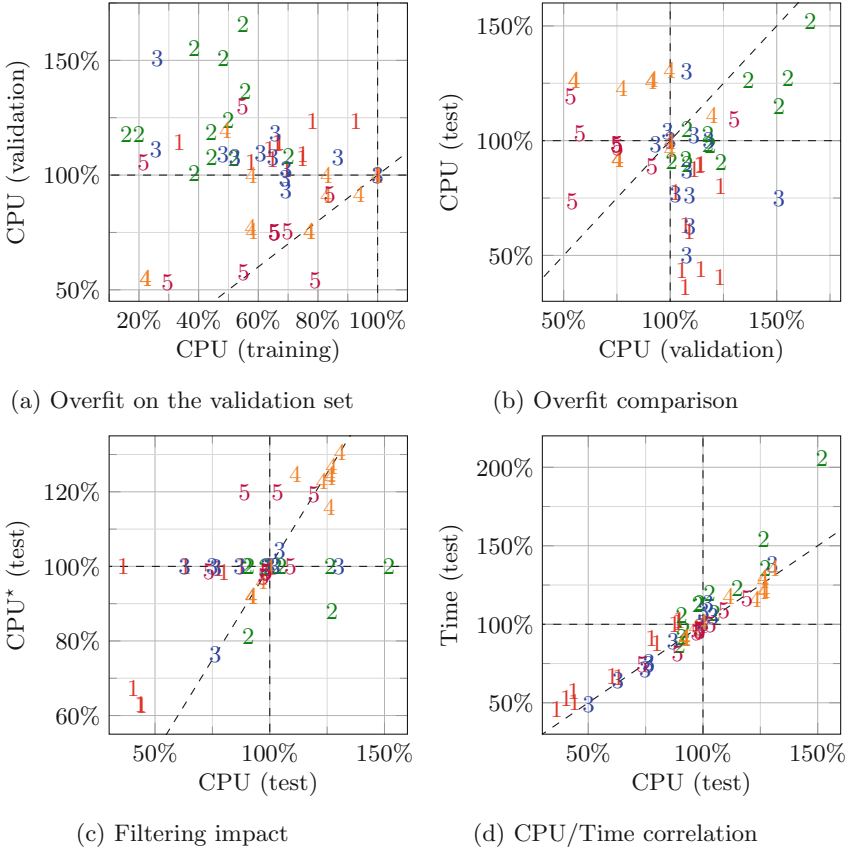 150%
100%
50%
CPU (validation)
20% 40% 60% 80% 100%
CPU (training)
(a) Overfit on the validation set
150%
100%
50%
CPU (test)
50% 100% 150%
CPU (validation)
(b) Overfit comparison
120%
100%
80%
60%
CPU* (test)
50% 100% 150%
CPU (test)
(c) Filtering impact
200%
150%
100%
50%
Time (test)
50% 100% 150%
CPU (test)
(d) CPU/Time correlation